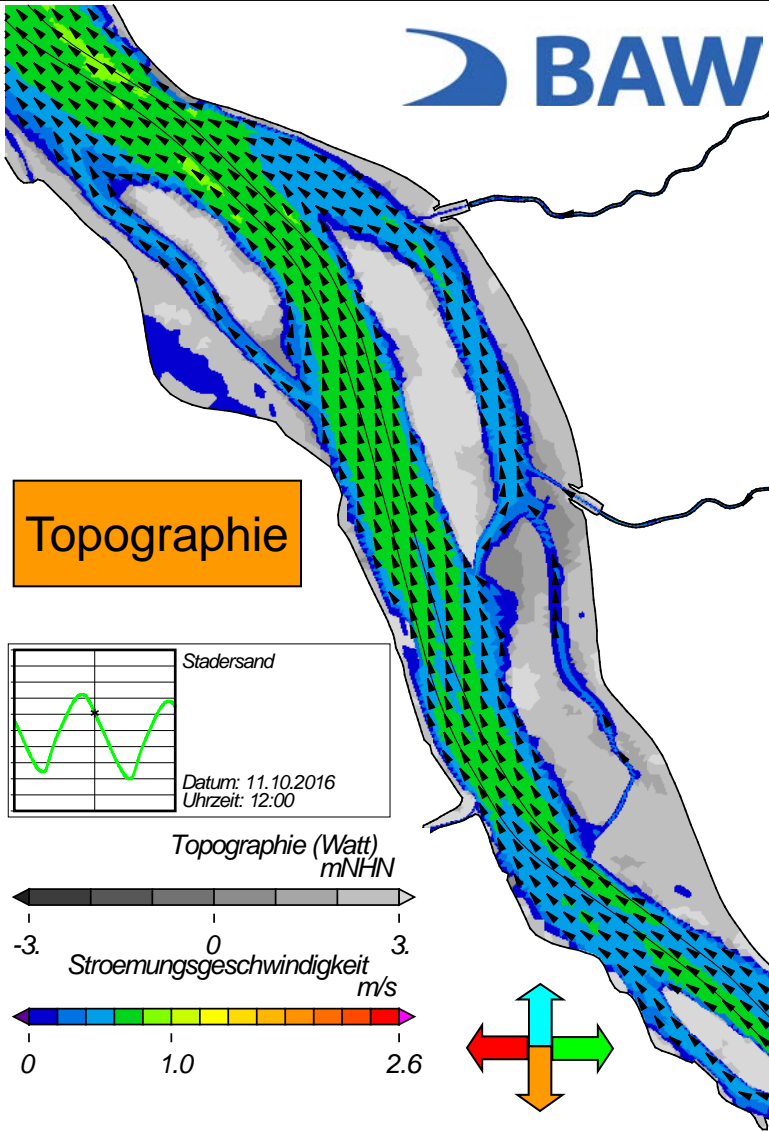 BAW
Topographie
Stadersand
Datum: 11.10.2016
Uhrzeit: 12:00
Topographie (Watt)
mNHN
-3. 0 3.
Stroemungsgeschwindigkeit
m/s
0 1.0 2.6